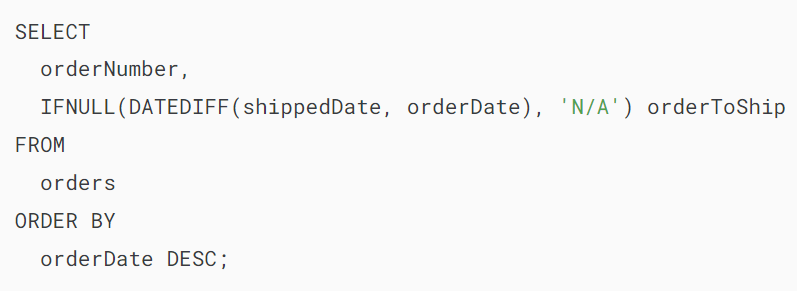 SELECT
  orderNumber,
  IFNULL(DATEDIFF(shippedDate, orderDate), 'N/A') orderToShip
FROM
  orders
ORDER BY
  orderDate DESC;